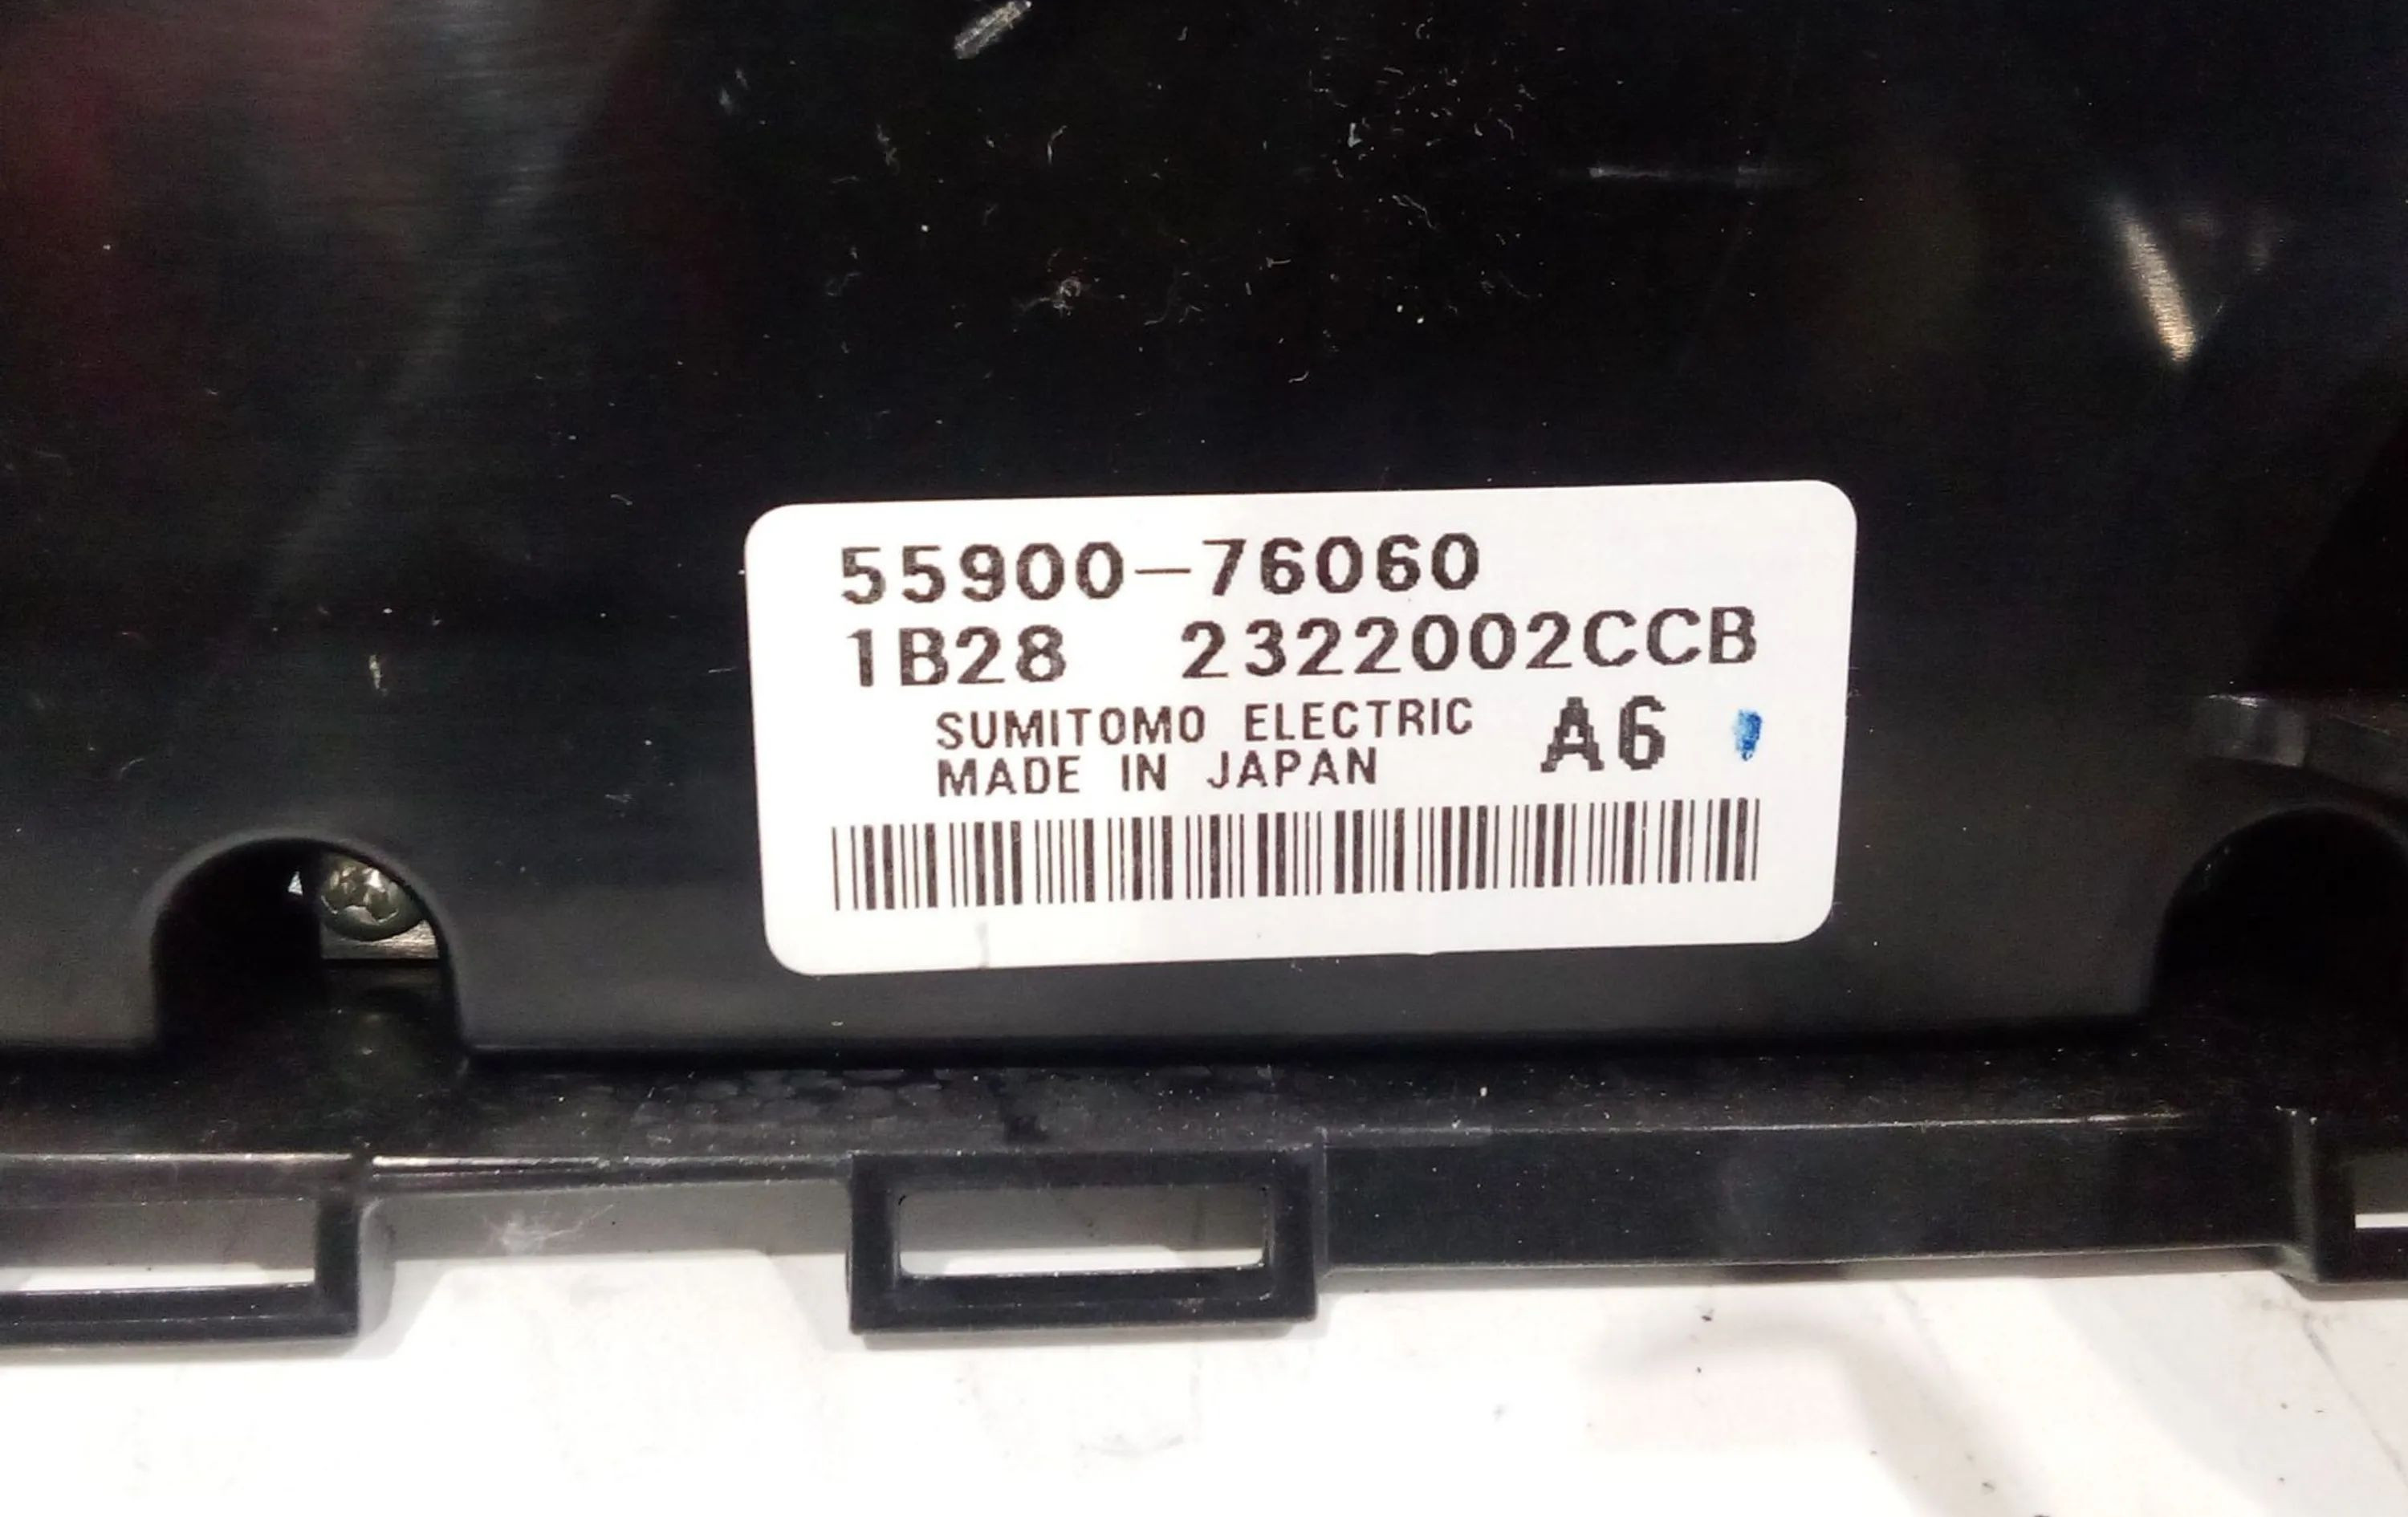 55900-76060
1B28 2322002CCB
SUMITOMO ELECTRIC A6
MADE IN JAPAN